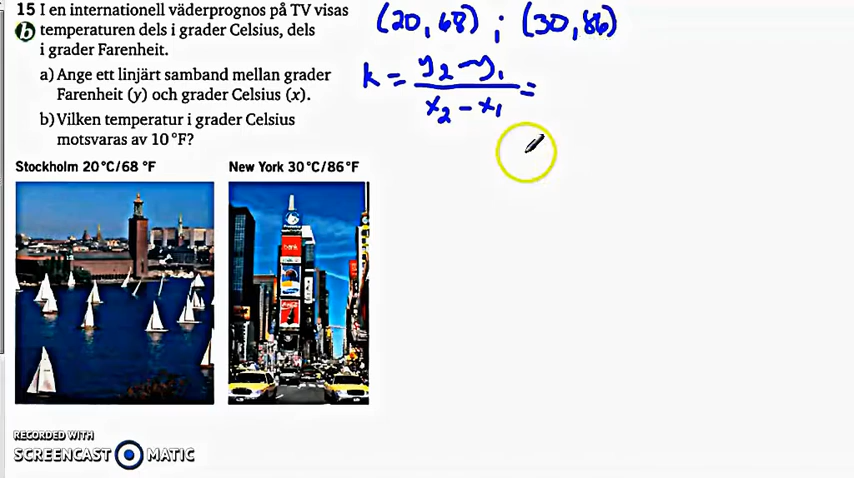 15 I en internationell väderprognos på TV visas
b temperaturen dels i grader Celsius, dels
i grader Farenheit.
a) Ange ett linjärt samband mellan grader
Farenheit (y) och grader Celsius (x).
b) Vilken temperatur i grader Celsius
motsvaras av 10 °F?
Stockholm 20 °C/68 °F
New York 30 °C/86 °F
(20, 68) ; (30, 86)
k = y₂ - y₁ =
x₂ - x₁
RECORDED WITH
SCREENCAST MATIC